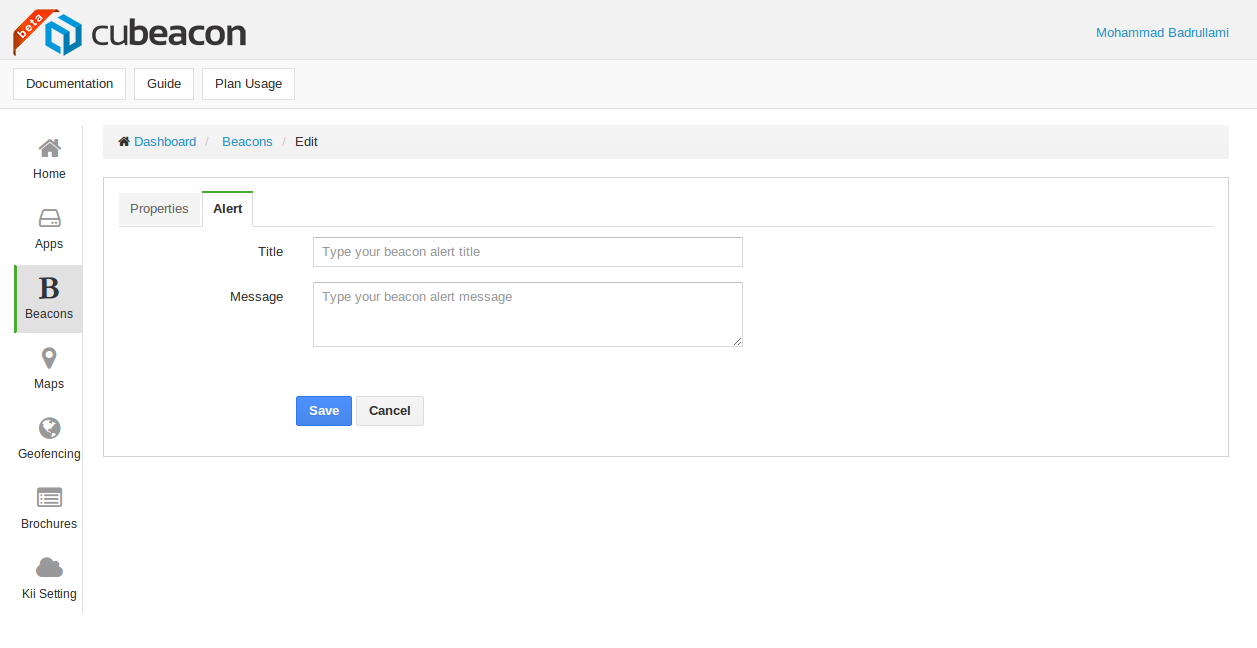 beta
cubeacon
Mohammad Badrullami
Documentation
Guide
Plan Usage
Home
Apps
B
Beacons
Maps
Geofencing
Brochures
Kii Setting
Dashboard / Beacons / Edit
Properties
Alert
Title
Type your beacon alert title
Message
Type your beacon alert message
Save
Cancel